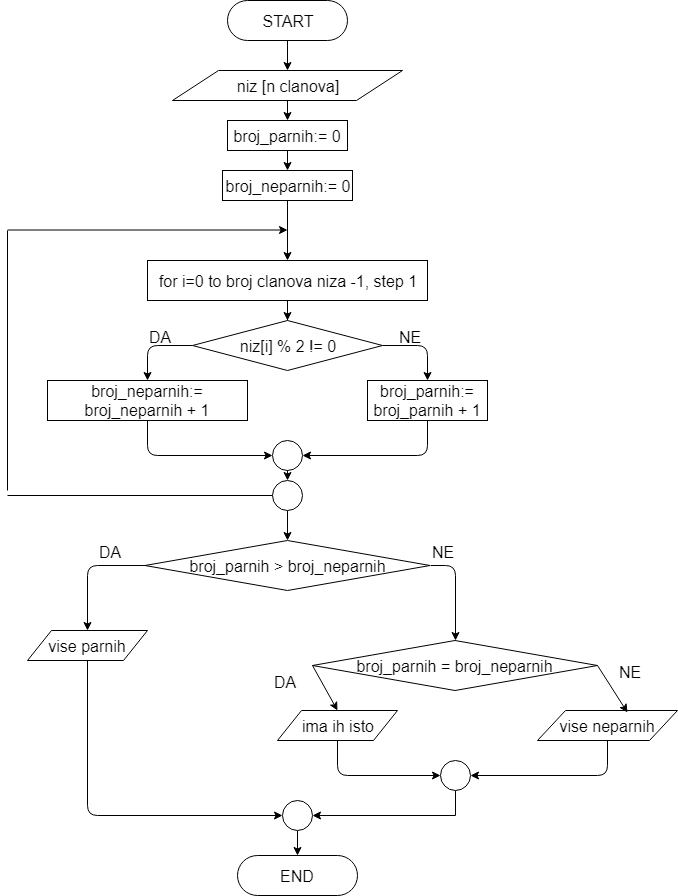 START
niz [n clanova]
broj_parnih:= 0
broj_neparnih:= 0
for i=0 to broj clanova niza -1, step 1
DA
niz[i] % 2 != 0
NE
broj_neparnih:=
broj_neparnih + 1
broj_parnih:=
broj_parnih + 1
DA
broj_parnih > broj_neparnih
NE
vise parnih
broj_parnih = broj_neparnih
DA
NE
ima ih isto
vise neparnih
END